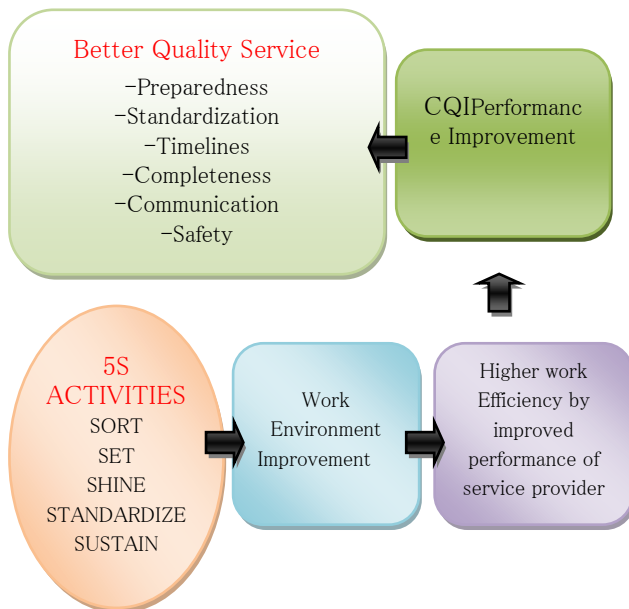 Better Quality Service
-Preparedness
-Standardization
-Timelines
-Completeness
-Communication
-Safety
CQIPerformanc
e Improvement
5S
ACTIVITIES
SORT
SET
SHINE
STANDARDIZE
SUSTAIN
Work
Environment
Improvement
Higher work
Efficiency by
improved
performance of
service provider